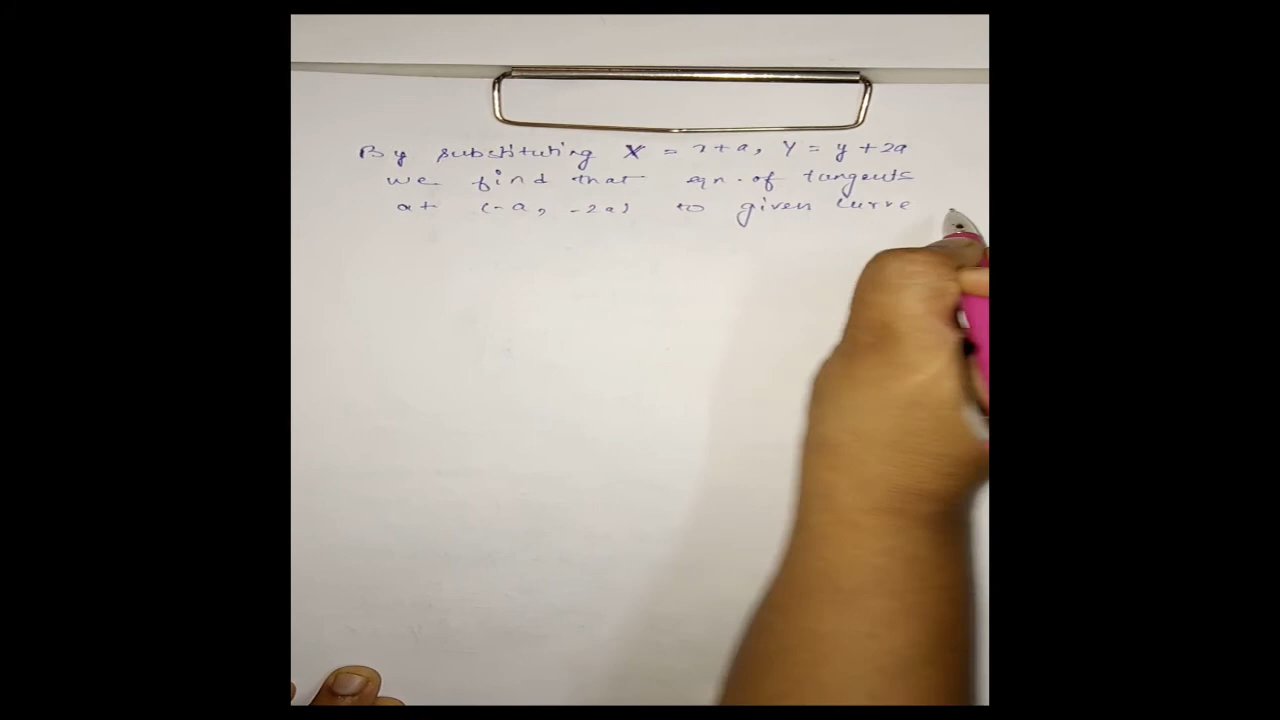 By substituting X = x+a, Y = y + 2a
we find that eqn. of tangents
at (-a, -2a) to given curve